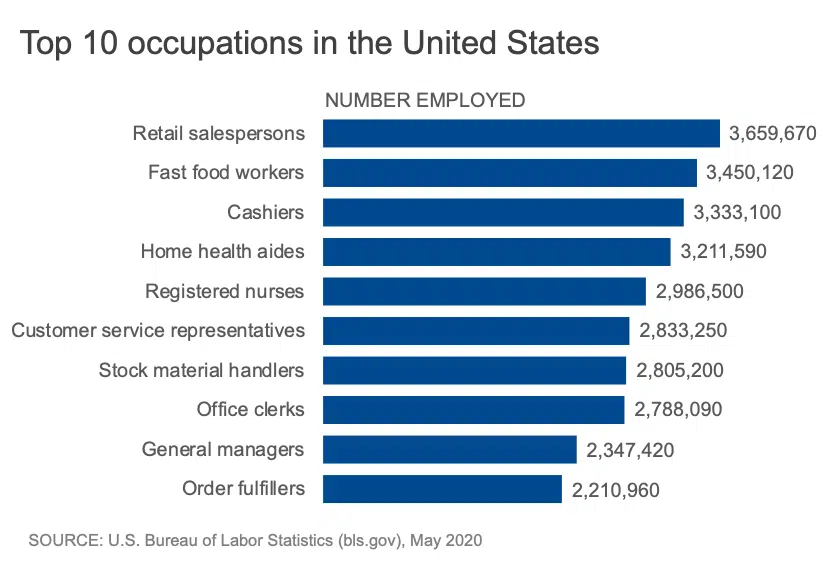 Top 10 occupations in the United States
NUMBER EMPLOYED
Retail salespersons 3,659,670
Fast food workers 3,450,120
Cashiers 3,333,100
Home health aides 3,211,590
Registered nurses 2,986,500
Customer service representatives 2,833,250
Stock material handlers 2,805,200
Office clerks 2,788,090
General managers 2,347,420
Order fulfillers 2,210,960
SOURCE: U.S. Bureau of Labor Statistics (bls.gov), May 2020